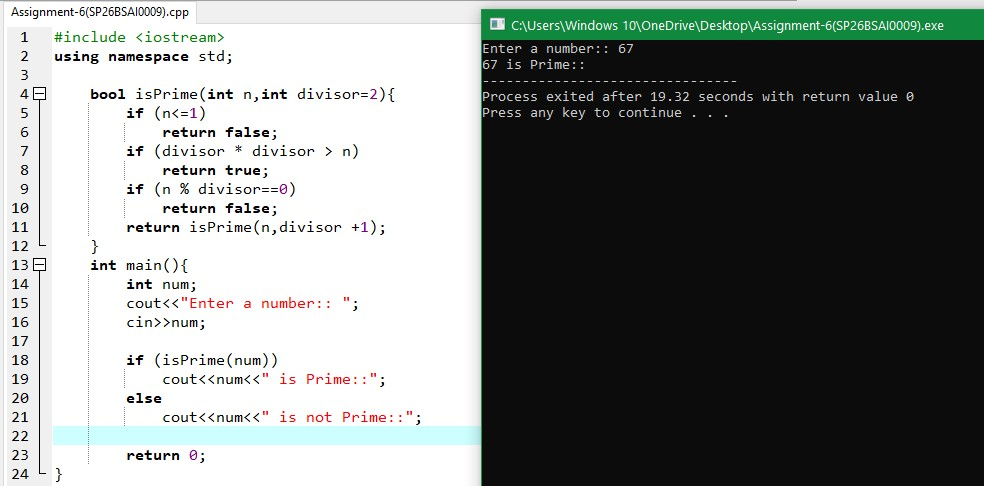 Assignment-6(SP26BSAI0009).cpp
1 #include <iostream>
2 using namespace std;
3
4 bool isPrime(int n,int divisor=2){
5 if (n<=1)
6 return false;
7 if (divisor * divisor > n)
8 return true;
9 if (n % divisor==0)
10 return false;
11 return isPrime(n,divisor +1);
12 }
13 int main(){
14 int num;
15 cout<<"Enter a number:: ";
16 cin>>num;
17
18 if (isPrime(num))
19 cout<<num<<" is Prime::";
20 else
21 cout<<num<<" is not Prime::";
22
23 return 0;
24 }
C:\Users\Windows 10\OneDrive\Desktop\Assignment-6(SP26BSAI0009).exe
Enter a number:: 67
67 is Prime::
--------------------------------
Process exited after 19.32 seconds with return value 0
Press any key to continue . . .